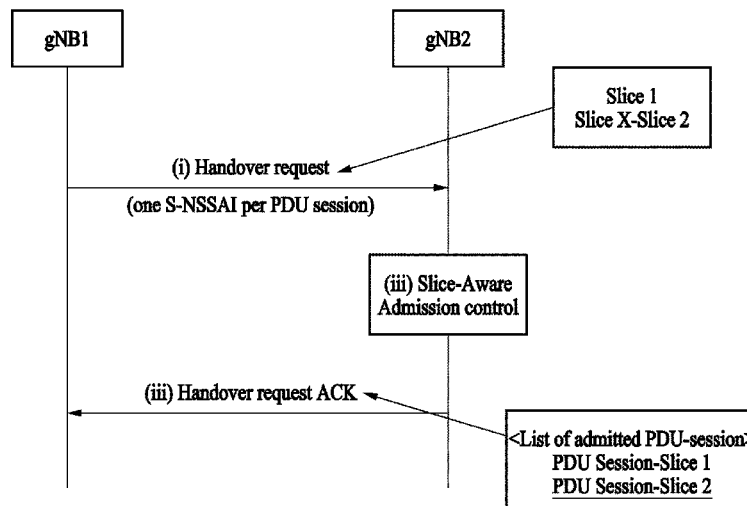 gNB1
gNB2
Slice 1
Slice X-Slice 2
(i) Handover request
(one S-NSSAI per PDU session)
(iii) Slice-Aware
Admission control
(iii) Handover request ACK
<List of admitted PDU-session>
PDU Session-Slice 1
PDU Session-Slice 2